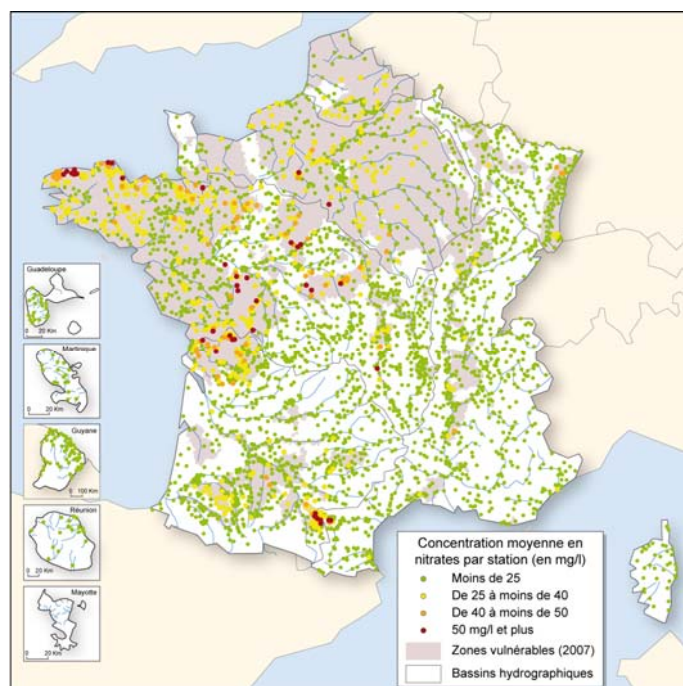 Guadeloupe
0 20 Km
Martinique
0 20 Km
Guyane
0 100 Km
Réunion
0 20 Km
Mayotte
0 20 Km
Concentration moyenne en
nitrates par station (en mg/l)
Moins de 25
De 25 à moins de 40
De 40 à moins de 50
50 mg/l et plus
Zones vulnérables (2007)
Bassins hydrographiques